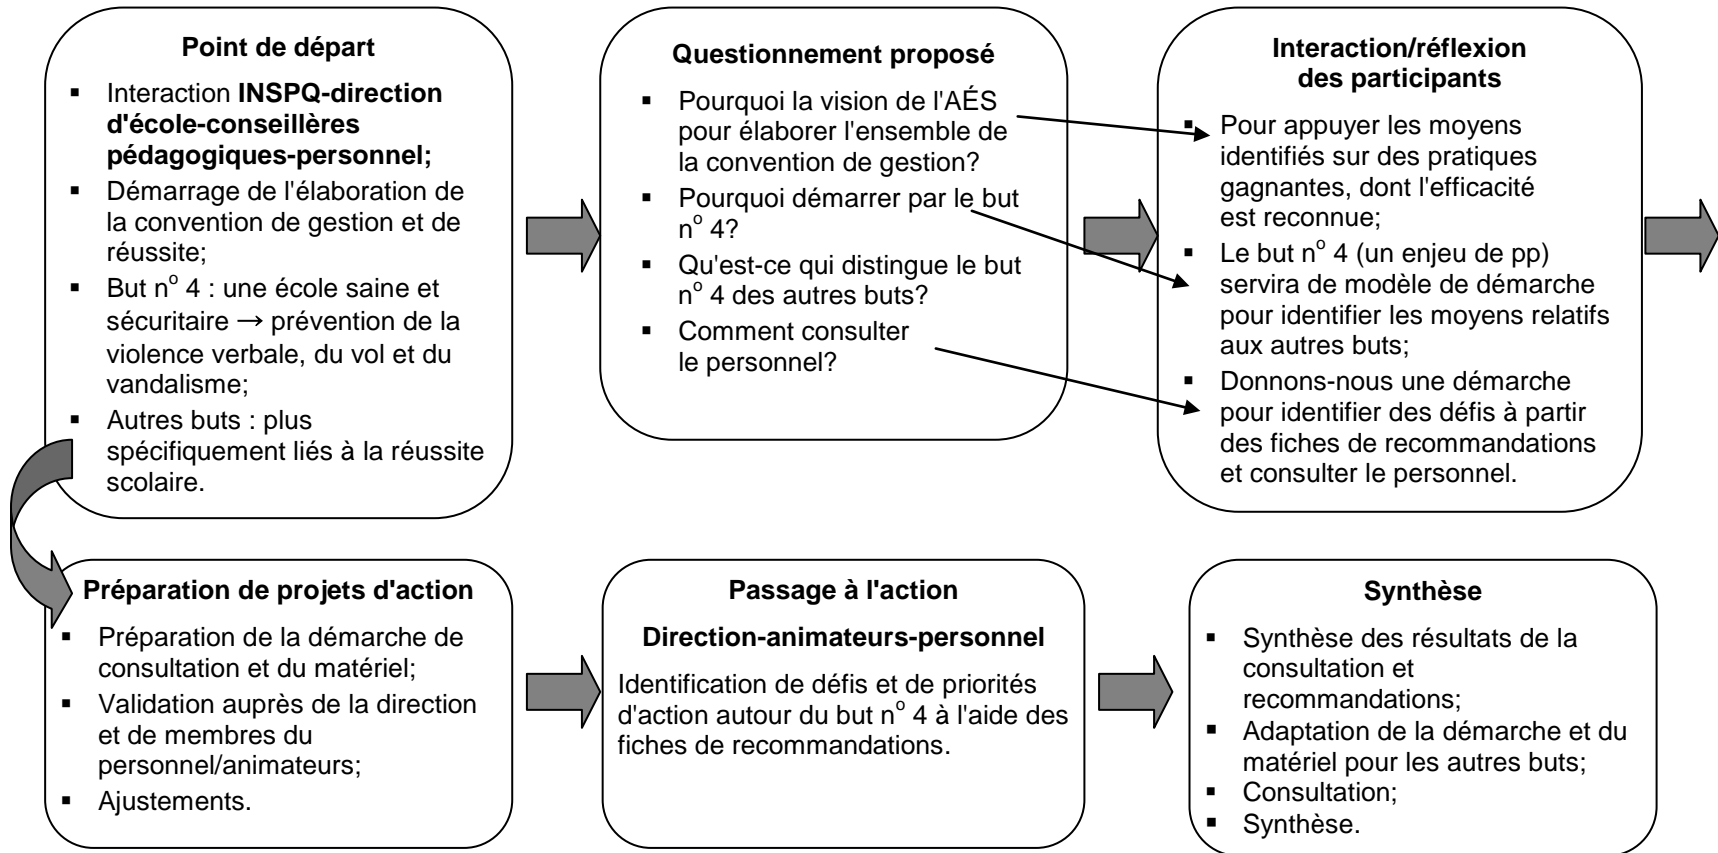 Point de départ
▪ Interaction INSPQ-direction
d'école-conseillères
pédagogiques-personnel;
▪ Démarrage de l'élaboration de
la convention de gestion et de
réussite;
▪ But nº 4 : une école saine et
sécuritaire → prévention de la
violence verbale, du vol et du
vandalisme;
▪ Autres buts : plus
spécifiquement liés à la réussite
scolaire.
Questionnement proposé
▪ Pourquoi la vision de l'AÉS
pour élaborer l'ensemble de
la convention de gestion?
▪ Pourquoi démarrer par le but
nº 4?
▪ Qu'est-ce qui distingue le but
nº 4 des autres buts?
▪ Comment consulter
le personnel?
Interaction/réflexion
des participants
▪ Pour appuyer les moyens
identifiés sur des pratiques
gagnantes, dont l'efficacité
est reconnue;
▪ Le but nº 4 (un enjeu de pp)
servira de modèle de démarche
pour identifier les moyens relatifs
aux autres buts;
▪ Donnons-nous une démarche
pour identifier des défis à partir
des fiches de recommandations
et consulter le personnel.
Préparation de projets d'action
▪ Préparation de la démarche de
consultation et du matériel;
▪ Validation auprès de la direction
et de membres du
personnel/animateurs;
▪ Ajustements.
Passage à l'action
Direction-animateurs-personnel
Identification de défis et de priorités
d'action autour du but nº 4 à l'aide des
fiches de recommandations.
Synthèse
▪ Synthèse des résultats de la
consultation et
recommandations;
▪ Adaptation de la démarche et du
matériel pour les autres buts;
▪ Consultation;
▪ Synthèse.